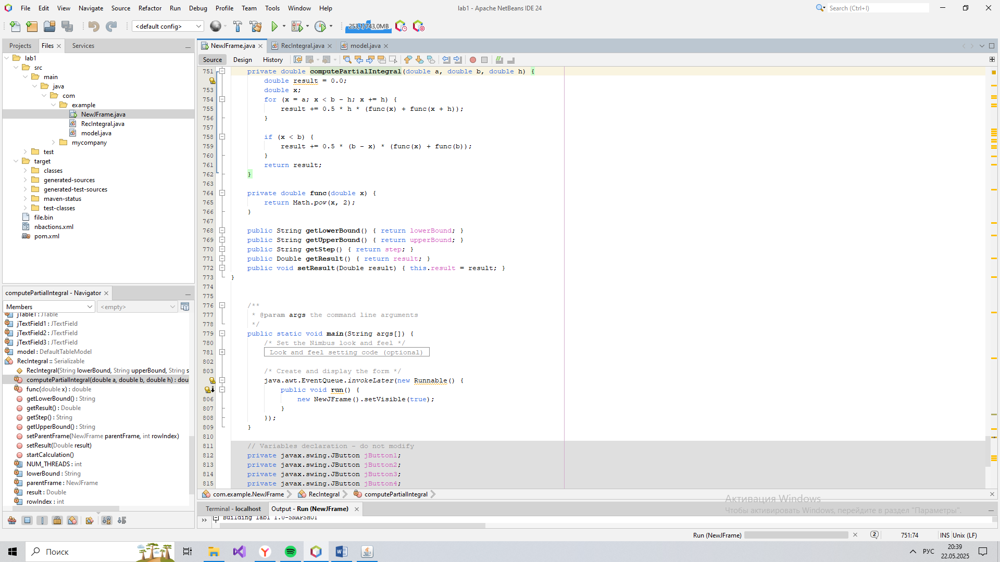 File Edit View Navigate Source Refactor Run Debug Profile Team Tools Window Help
lab1 - Apache NetBeans IDE 24
Search (Ctrl+I)
<default config>
253,1/743,0MB
Projects Files Services
lab1
src
main
java
com
example
NewJFrame.java
RecIntegral.java
model.java
mycompany
test
target
classes
generated-sources
generated-test-sources
maven-status
test-classes
file.bin
nbactions.xml
pom.xml
computePartialIntegral - Navigator
Members
<empty>
jTable1 : JTable
jTextField1 : JTextField
jTextField2 : JTextField
jTextField3 : JTextField
model : DefaultTableModel
RecIntegral :: Serializable
RecIntegral(String lowerBound, String upperBound, String s
computePartialIntegral(double a, double b, double h) : dou
func(double x) : double
getLowerBound() : String
getResult() : Double
getStep() : String
getUpperBound() : String
setParentFrame(NewJFrame parentFrame, int rowIndex)
setResult(Double result)
startCalculation()
NUM_THREADS : int
lowerBound : String
parentFrame : NewJFrame
result : Double
rowIndex : int
NewJFrame.java RecIntegral.java model.java
Source Design History
751 private double computePartialIntegral(double a, double b, double h) {
double result = 0.0;
753 double x;
754 for (x = a; x < b - h; x += h) {
755 result += 0.5 * h * (func(x) + func(x + h));
756 }
757
758 if (x < b) {
759 result += 0.5 * (b - x) * (func(x) + func(b));
760 }
761 return result;
762 }
763
764 private double func(double x) {
765 return Math.pow(x, 2);
766 }
767
768 public String getLowerBound() { return lowerBound; }
769 public String getUpperBound() { return upperBound; }
770 public String getStep() { return step; }
771 public Double getResult() { return result; }
772 public void setResult(Double result) { this.result = result; }
773 }
774
775
776 /**
777 * @param args the command line arguments
778 */
779 public static void main(String args[]) {
780 /* Set the Nimbus look and feel */
781 Look and feel setting code (optional)
802
803 /* Create and display the form */
java.awt.EventQueue.invokeLater(new Runnable() {
public void run() {
806 new NewJFrame().setVisible(true);
807 }
808 });
809 }
810
811 // Variables declaration - do not modify
812 private javax.swing.JButton jButton1;
813 private javax.swing.JButton jButton2;
814 private javax.swing.JButton jButton3;
815 private javax.swing.JButton jButton4;
com.example.NewJFrame RecIntegral computePartialIntegral
Terminal - localhost Output - Run (NewJFrame)
Building lab1 1.0-SNAPSHOT
Активация Windows
Чтобы активировать Windows, перейдите в раздел "Параметры".
Run (NewJFrame) 2 751:74 INS Unix (LF)
Поиск
РУС
20:39
22.05.2025